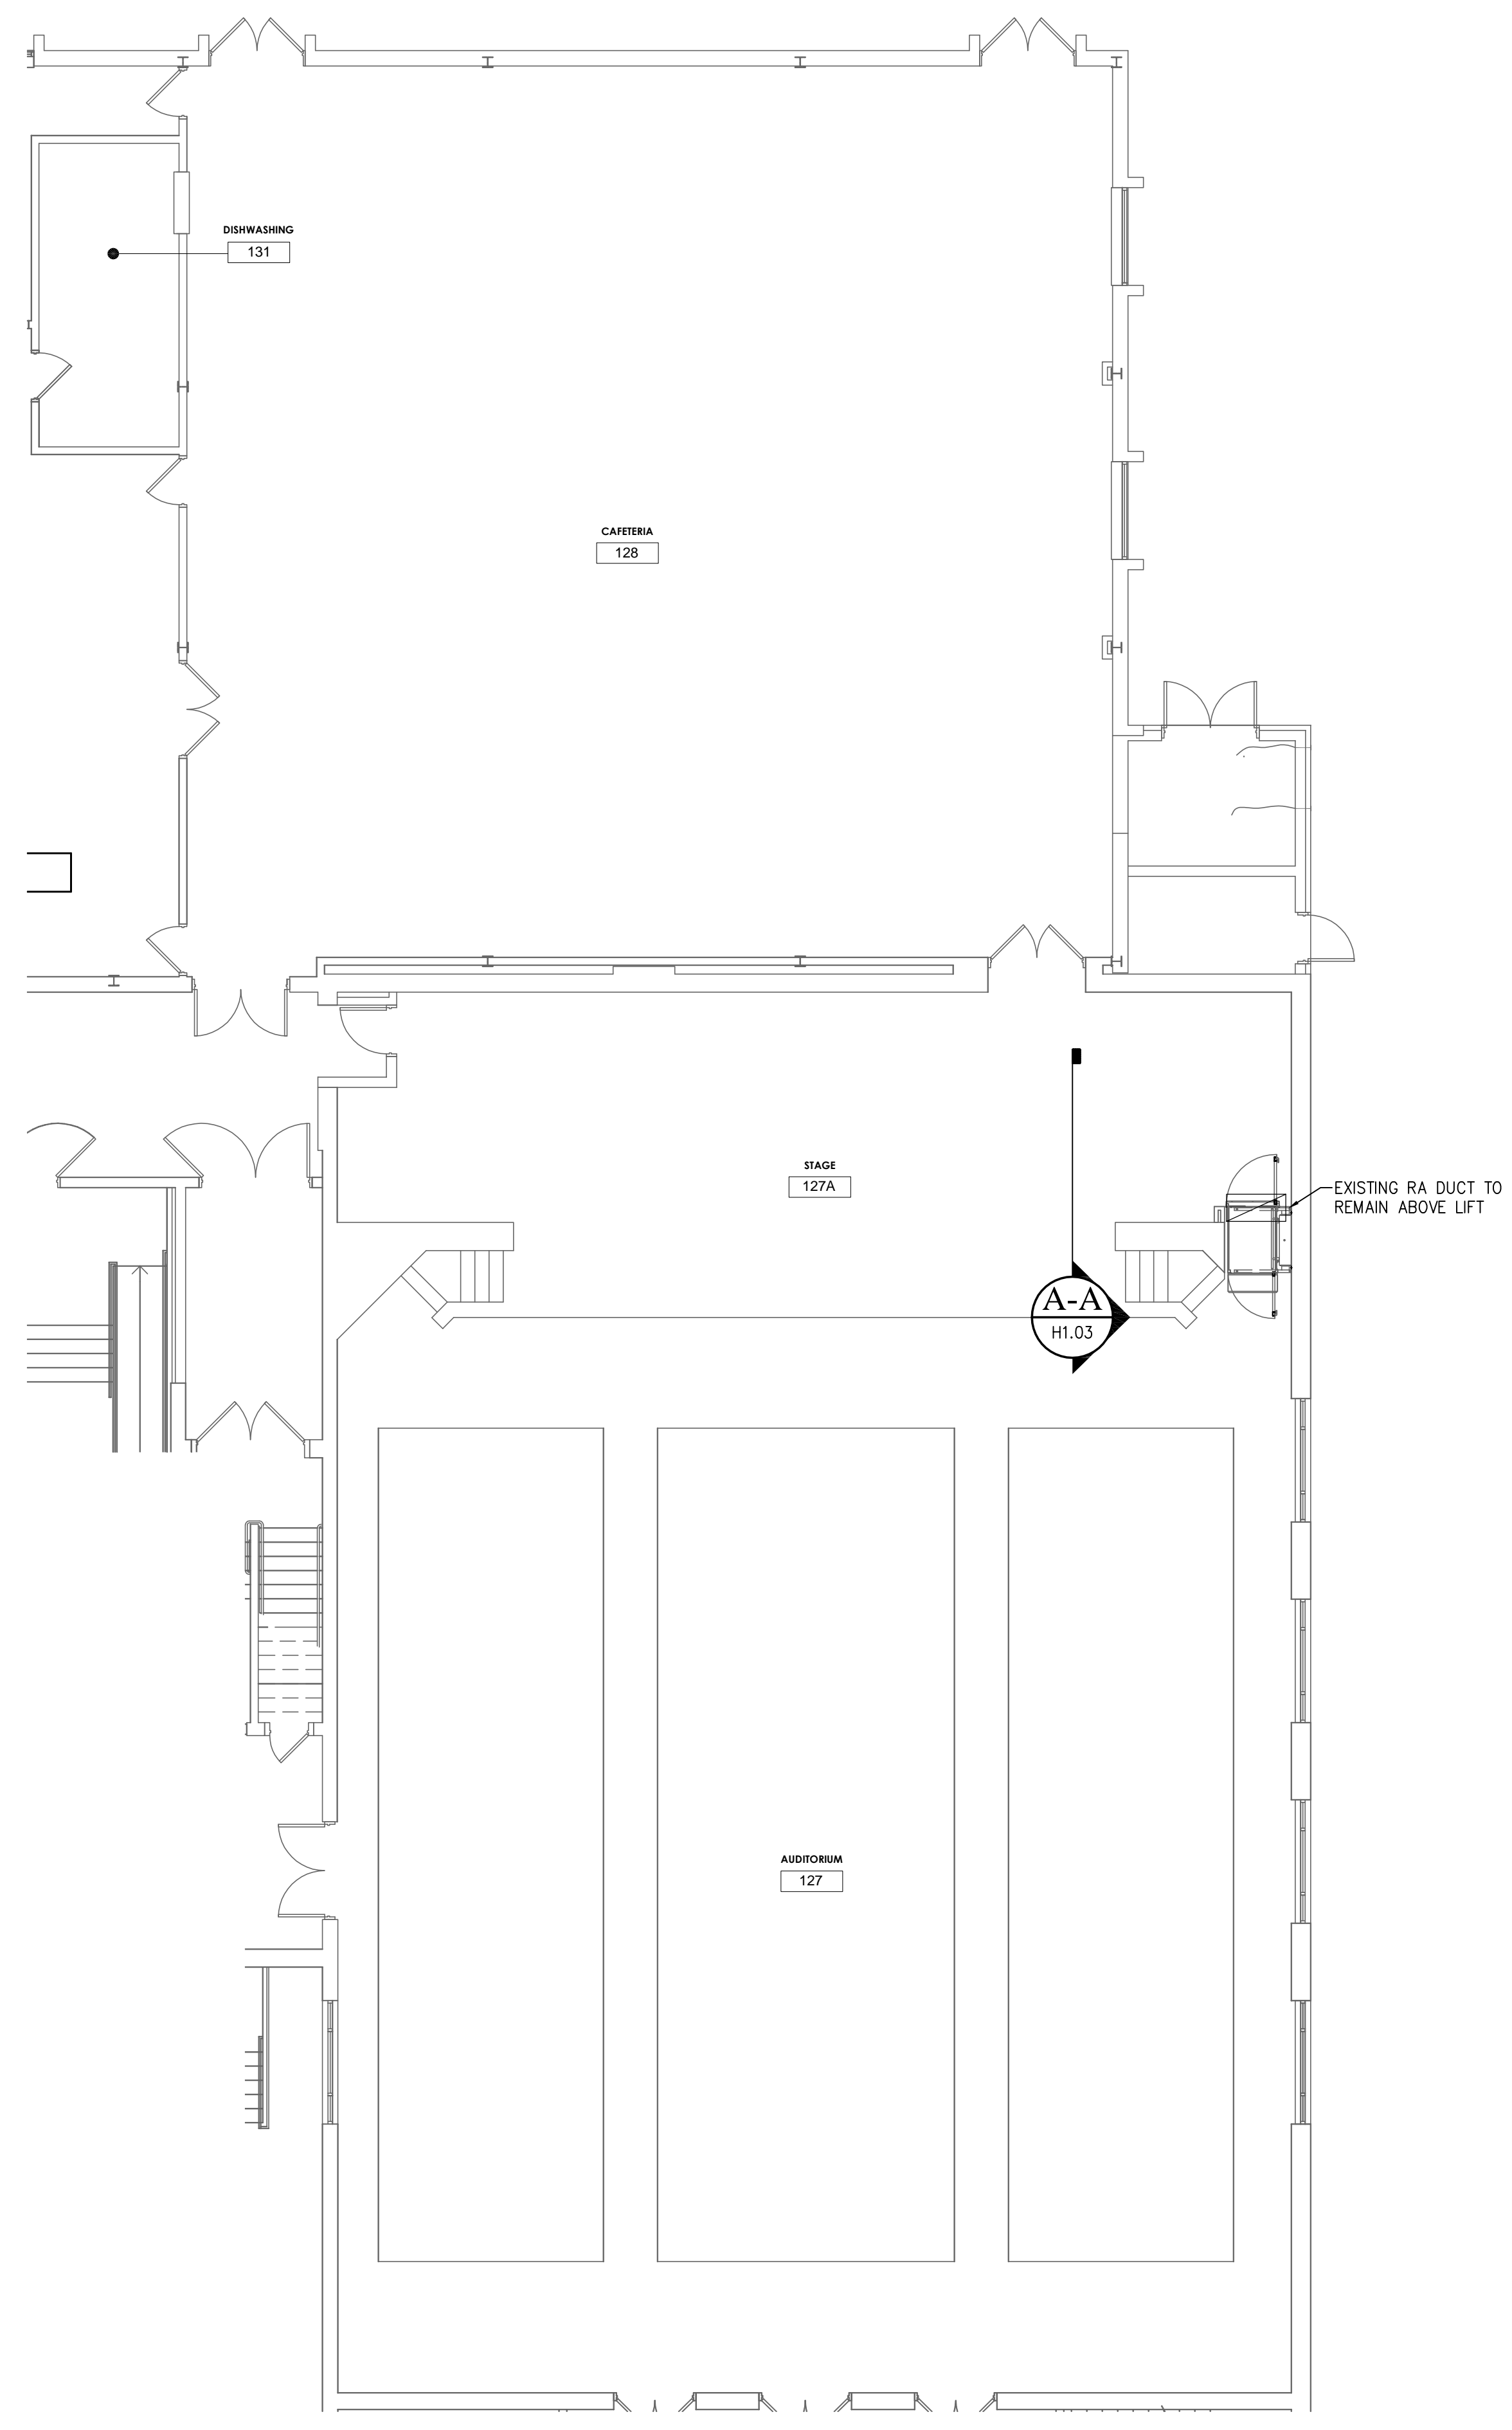 DISHWASHING
131
CAFETERIA
128
STAGE
127A
EXISTING RA DUCT TO
REMAIN ABOVE LIFT
A-A
H1.03
AUDITORIUM
127